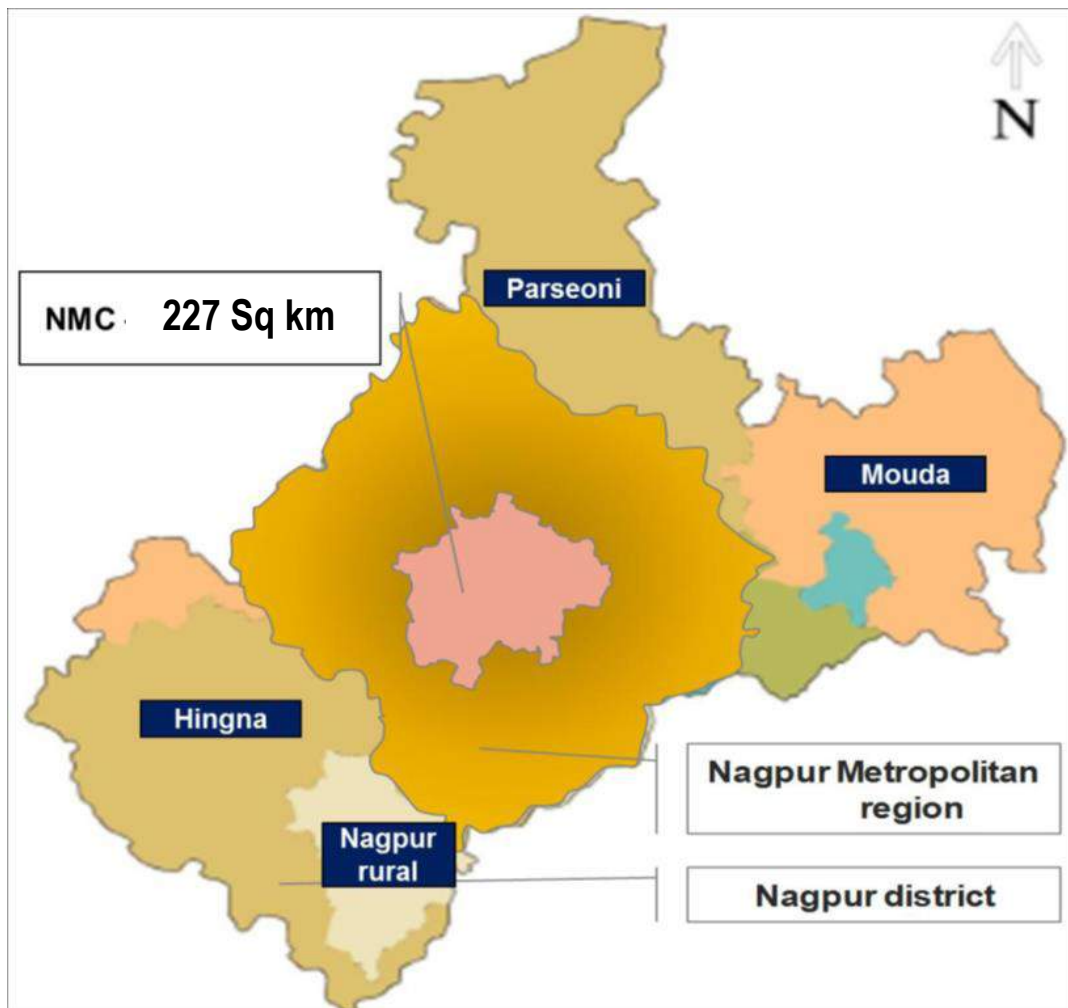 N
Parseoni
NMC - 227 Sq km
Mouda
Hingna
Nagpur Metropolitan
region
Nagpur
rural
Nagpur district